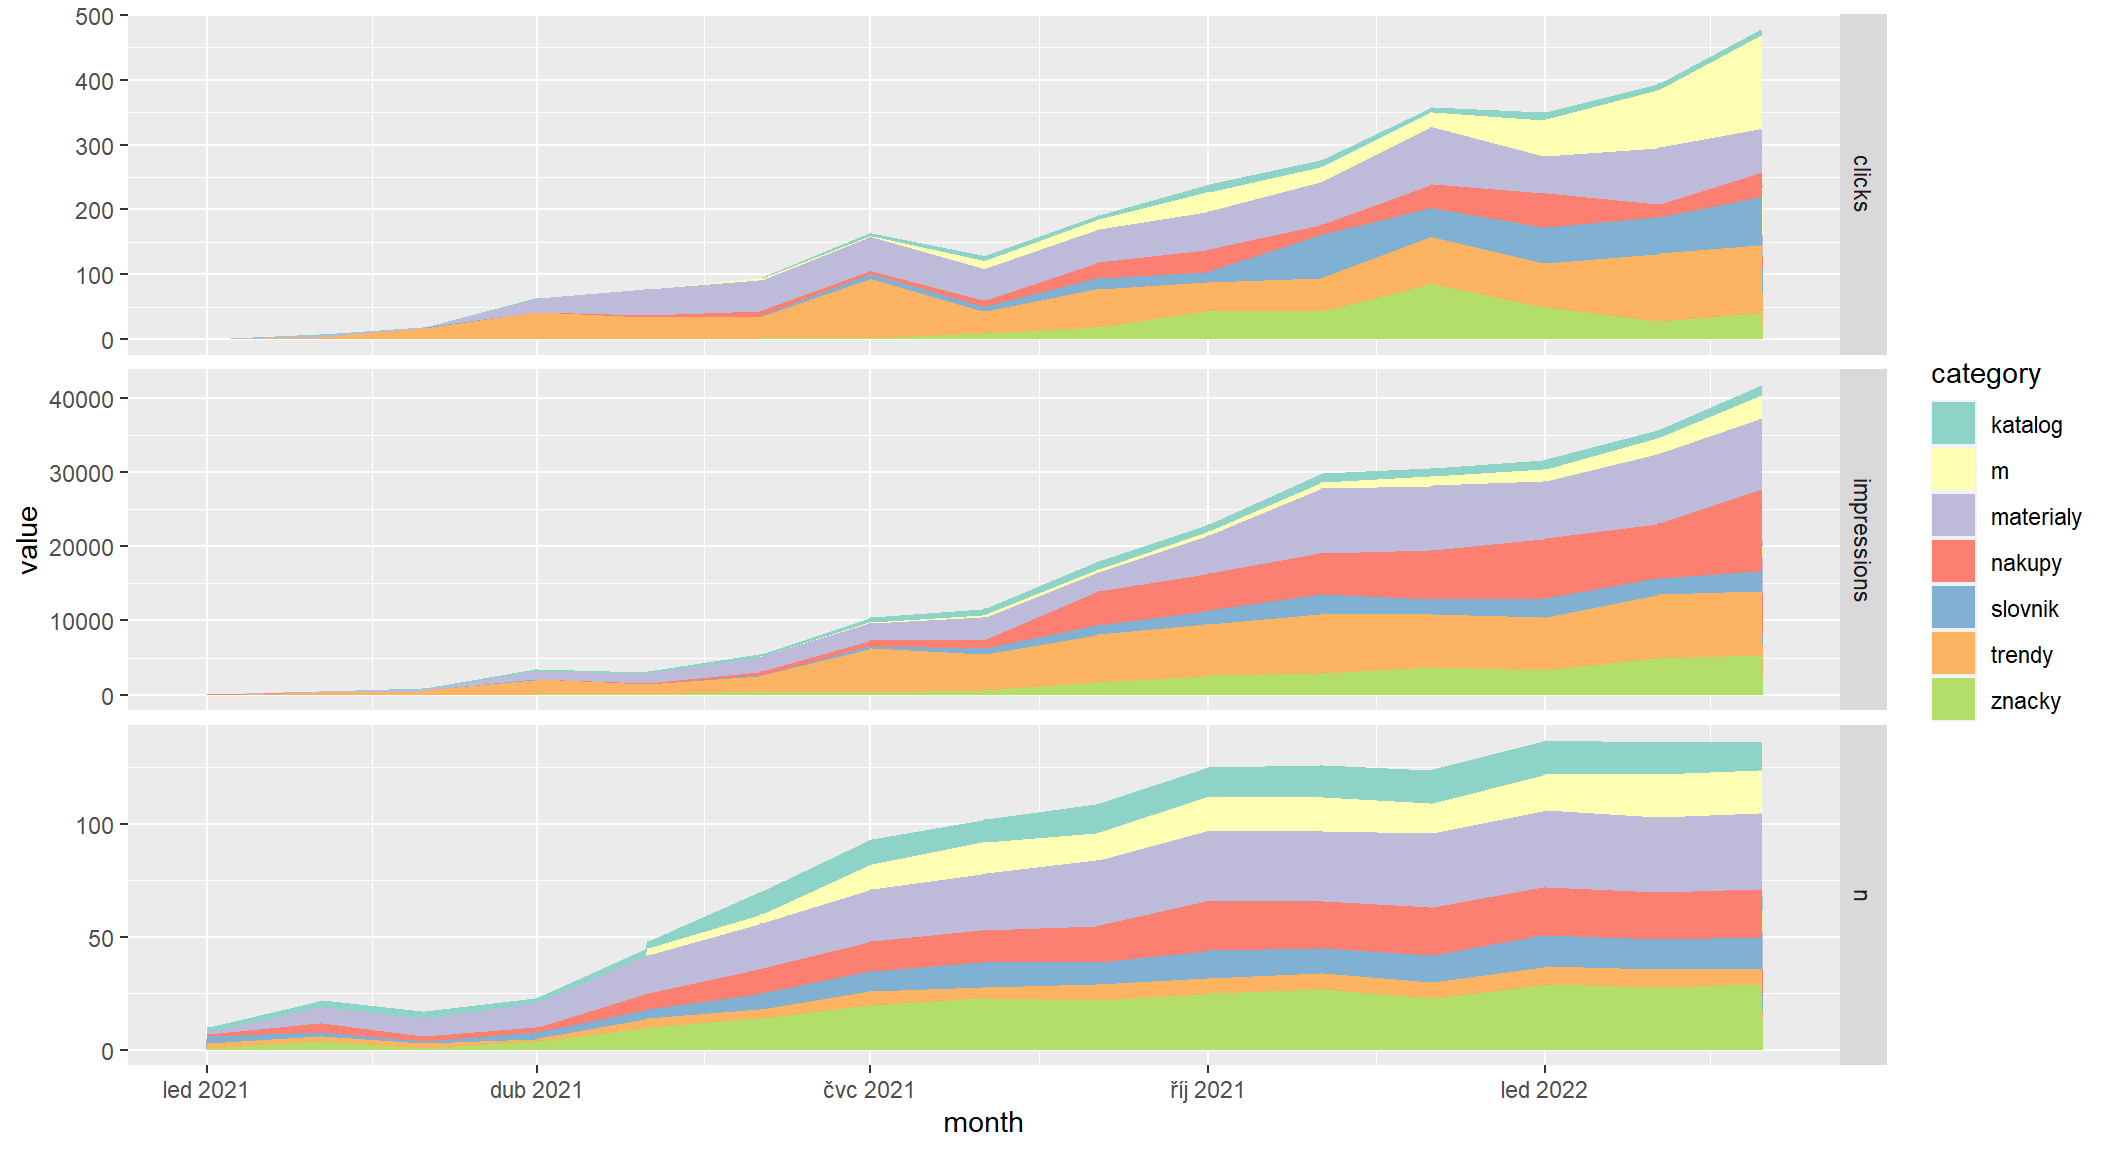 500
400
300
200
100
0
clicks
40000
30000
20000
10000
0
impressions
100
50
0
n
value
led 2021
dub 2021
čvc 2021
říj 2021
led 2022
month
category
katalog
m
materialy
nakupy
slovnik
trendy
znacky